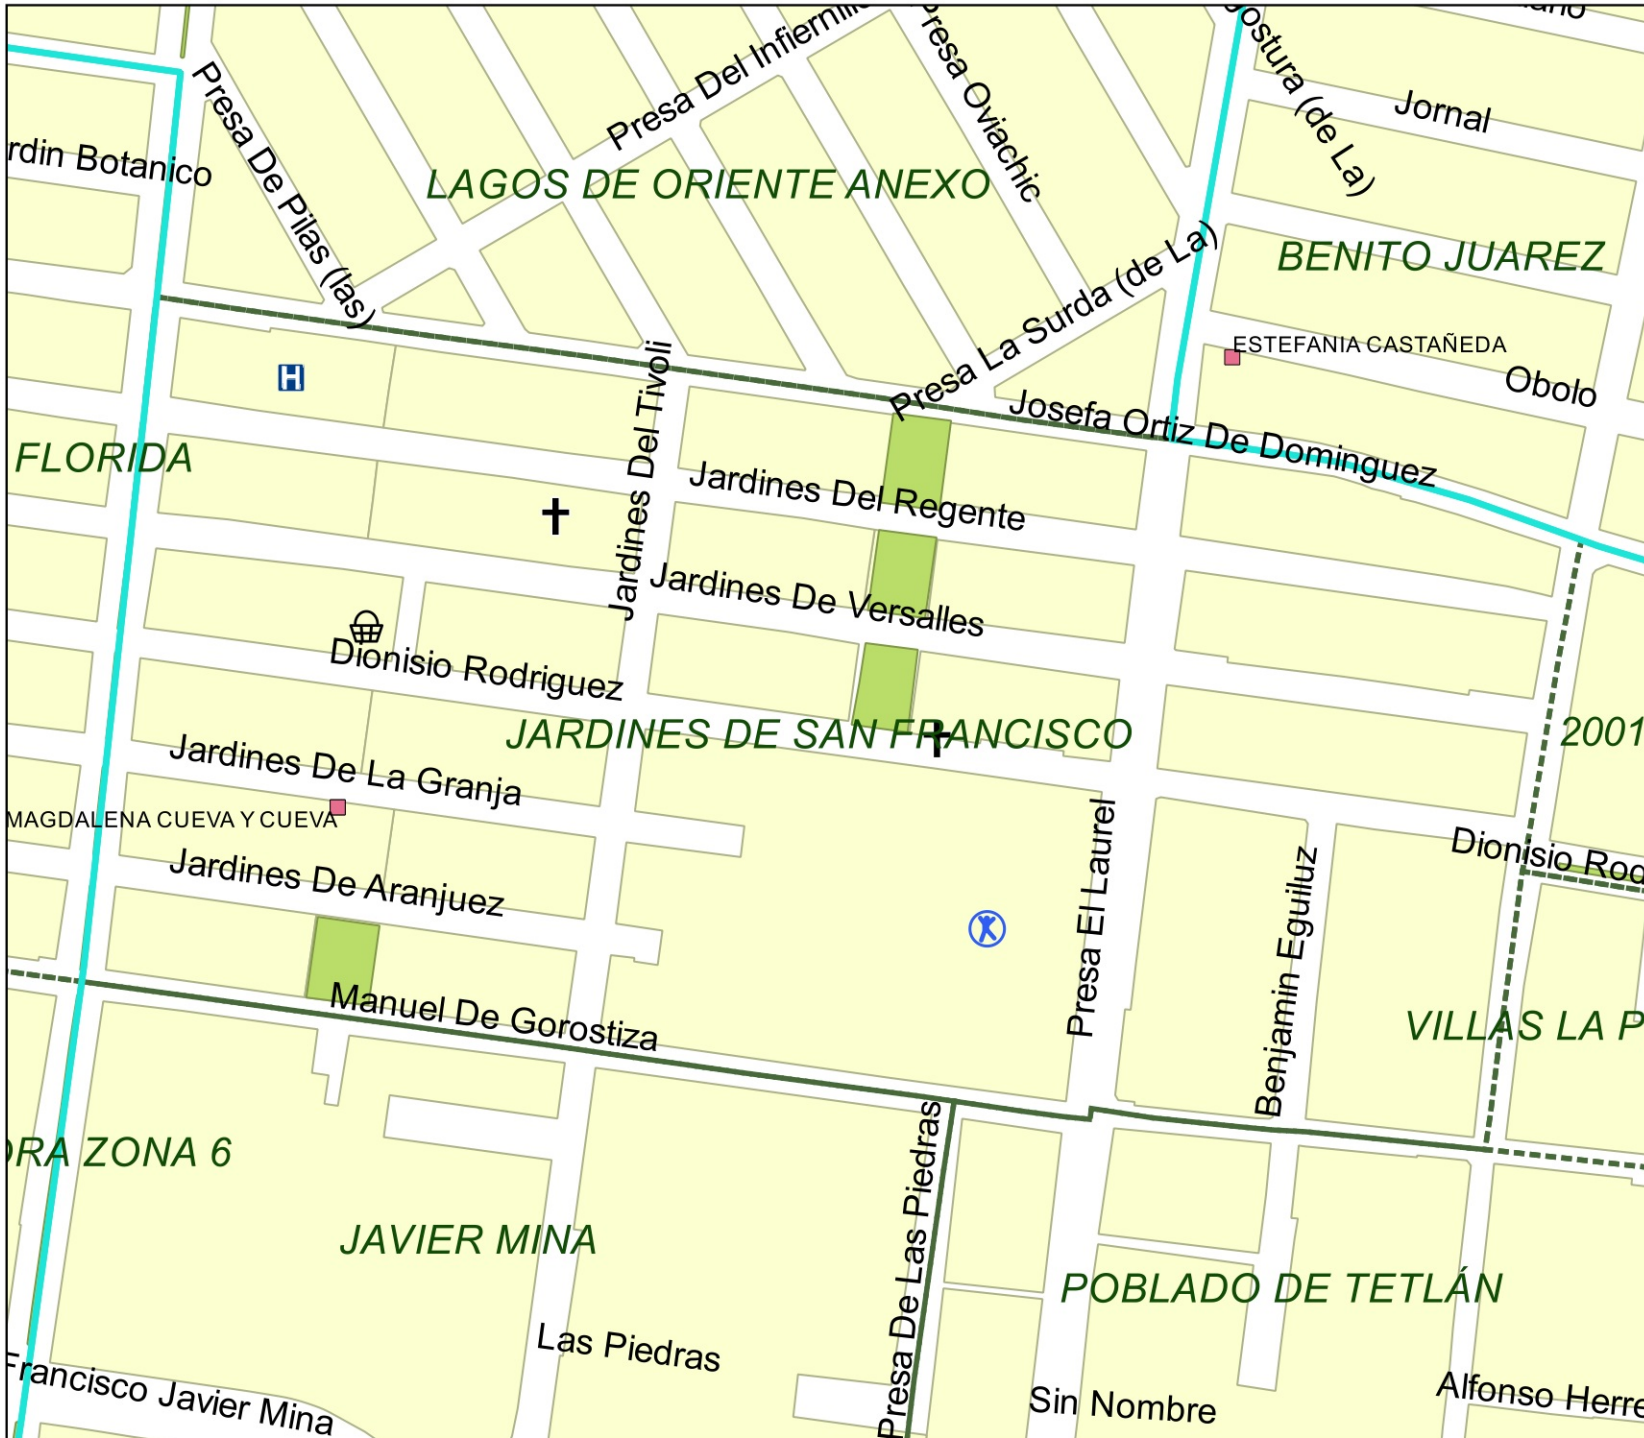 Presa Del Infiernillo
Presa Oviachic
Jornal
Presa De Pilas (las)
rdin Botanico
LAGOS DE ORIENTE ANEXO
ostura (de La)
BENITO JUAREZ
Presa La Surda (de La)
ESTEFANIA CASTAÑEDA
Obolo
H
Josefa Ortiz De Dominguez
FLORIDA
Jardines Del Tivoli
Jardines Del Regente
Jardines De Versalles
Dionisio Rodriguez
JARDINES DE SAN FRANCISCO
2001
Jardines De La Granja
MAGDALENA CUEVA Y CUEVA
Dionisio Rod
Jardines De Aranjuez
Presa El Laurel
Benjamin Eguiluz
Manuel De Gorostiza
VILLAS LA P
ORA ZONA 6
JAVIER MINA
Presa De Las Piedras
POBLADO DE TETLÁN
Las Piedras
Francisco Javier Mina
Sin Nombre
Alfonso Herre